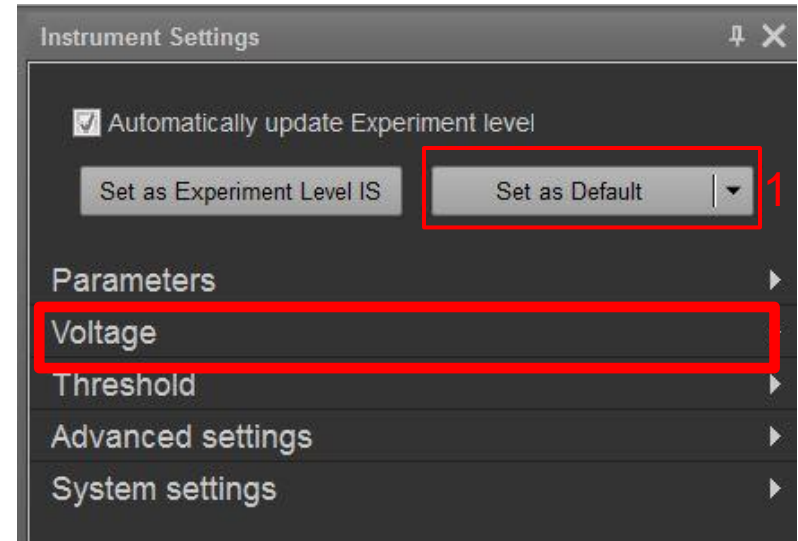 Instrument Settings
Automatically update Experiment level
Set as Experiment Level IS
Set as Default
1
Parameters
Voltage
Threshold
Advanced settings
System settings